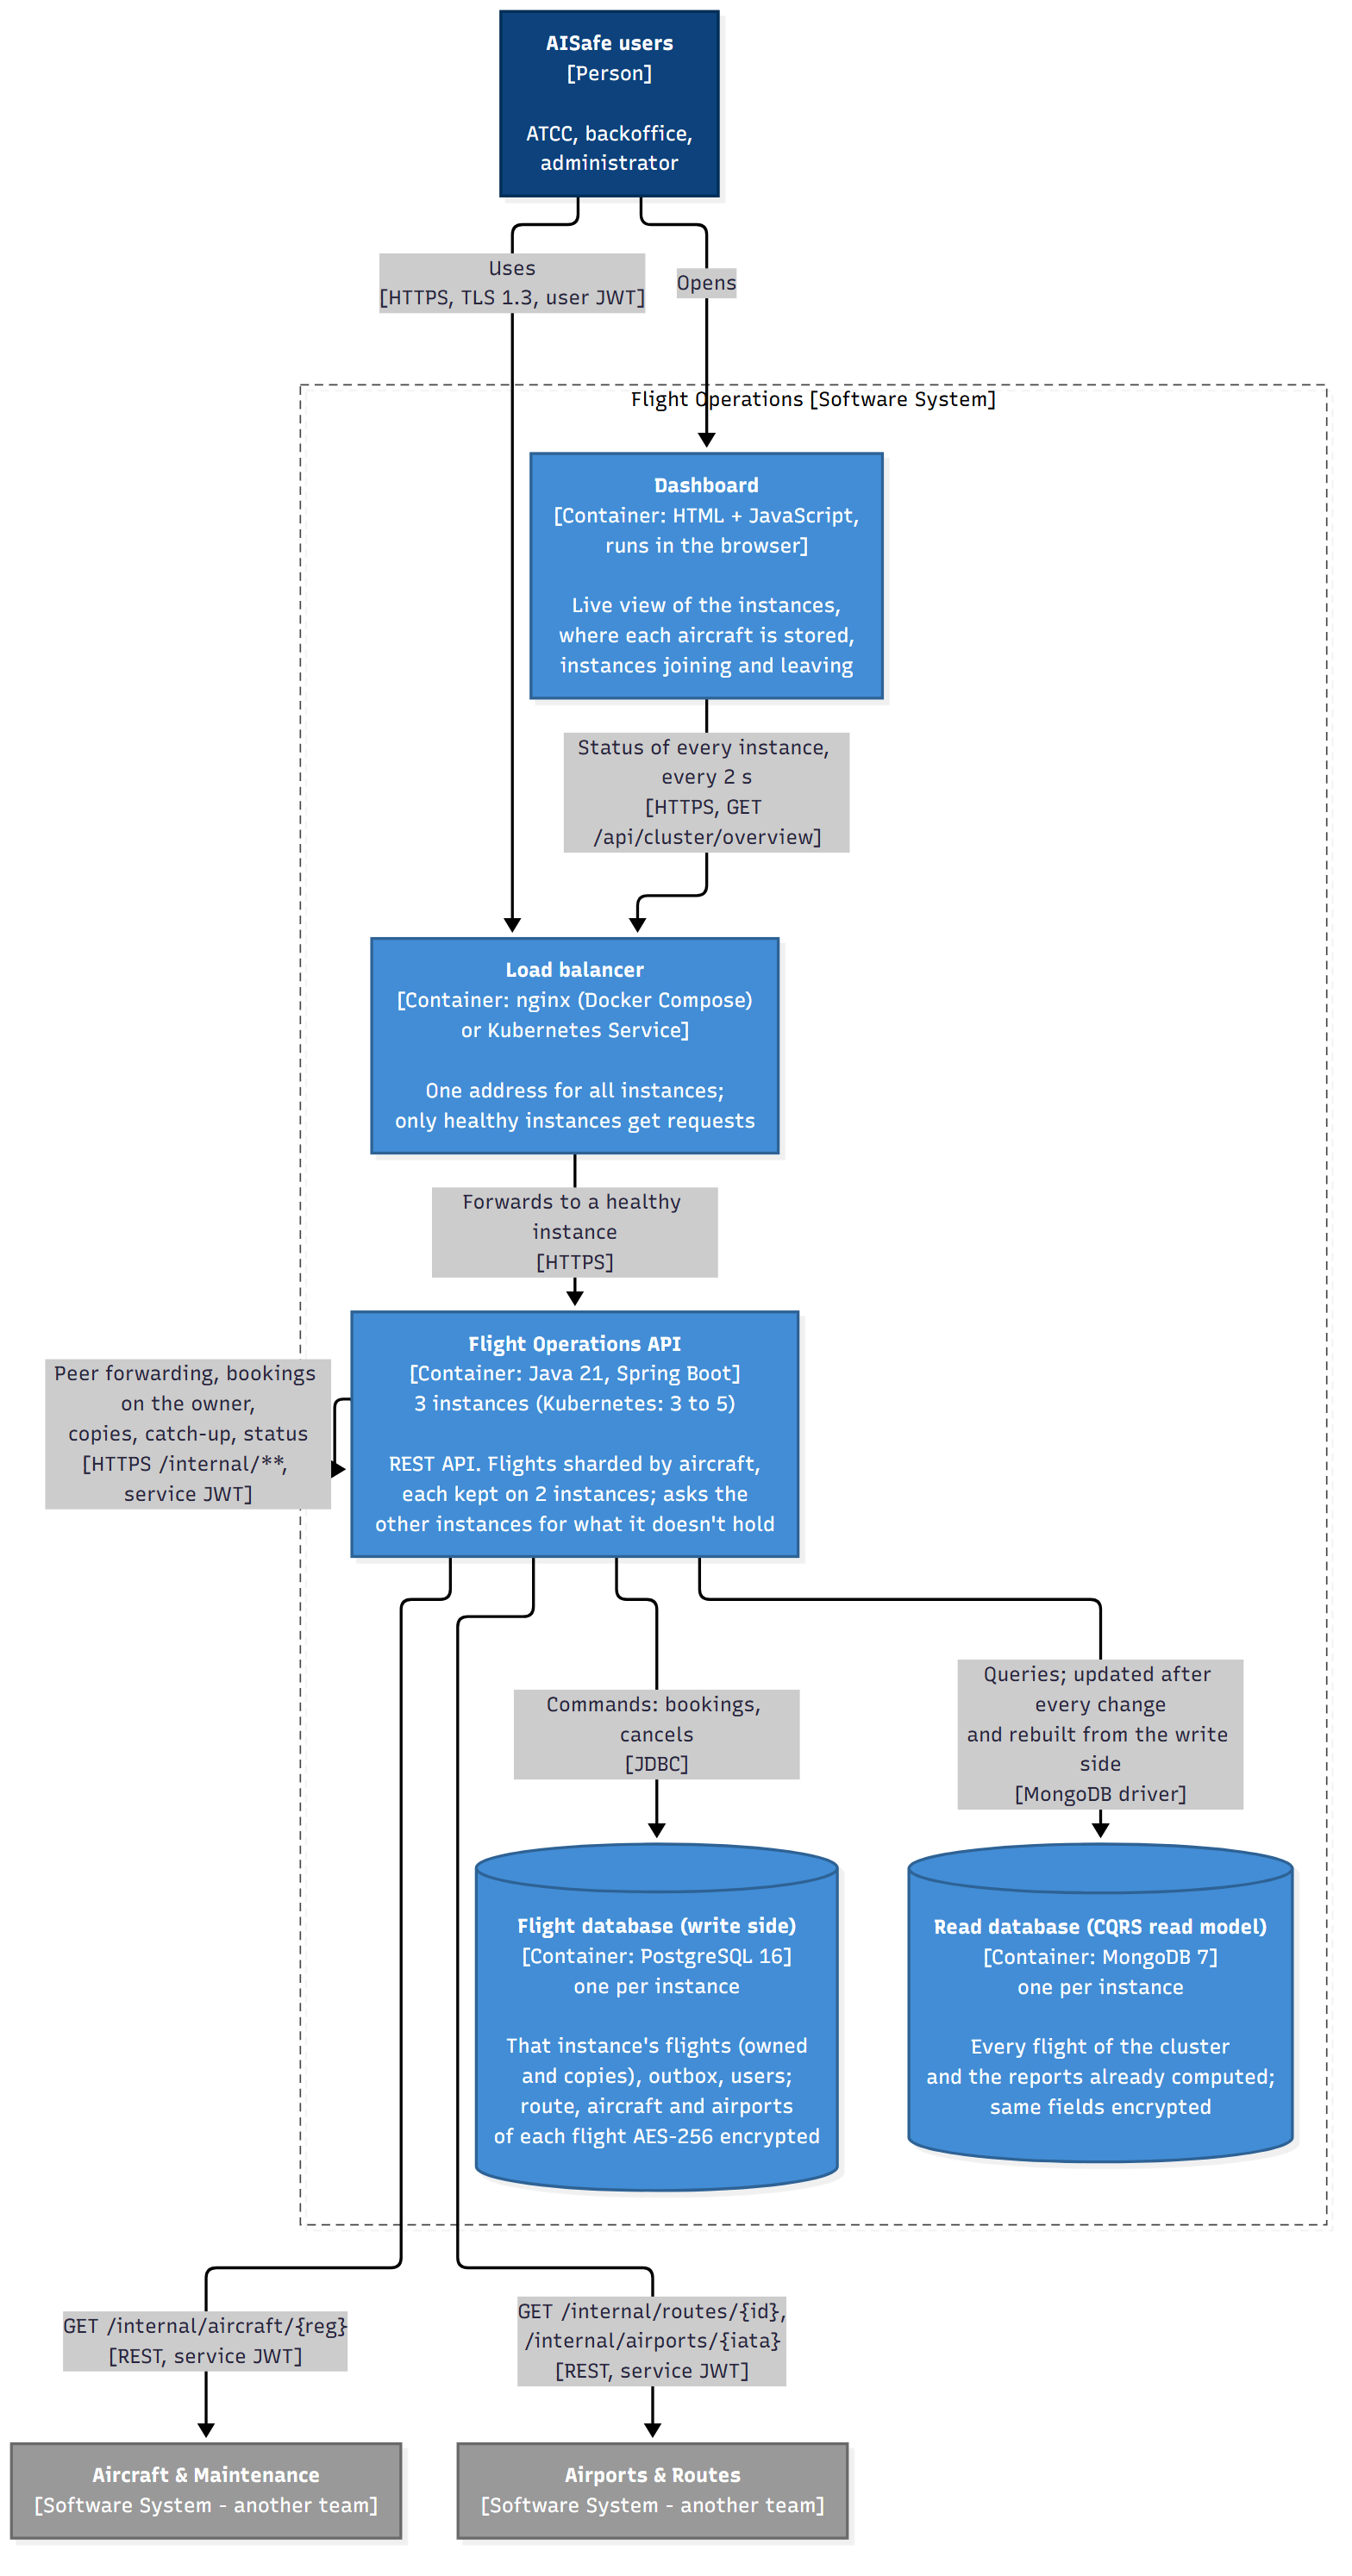 AISafe users
[Person]
ATCC, backoffice,
administrator
Uses
[HTTPS, TLS 1.3, user JWT]
Opens
Flight Operations [Software System]
Dashboard
[Container: HTML + JavaScript,
runs in the browser]
Live view of the instances,
where each aircraft is stored,
instances joining and leaving
Status of every instance,
every 2 s
[HTTPS, GET
/api/cluster/overview]
Load balancer
[Container: nginx (Docker Compose)
or Kubernetes Service]
One address for all instances;
only healthy instances get requests
Forwards to a healthy
instance
[HTTPS]
Flight Operations API
[Container: Java 21, Spring Boot]
3 instances (Kubernetes: 3 to 5)
REST API. Flights sharded by aircraft,
each kept on 2 instances; asks the
other instances for what it doesn't hold
Peer forwarding, bookings
on the owner,
copies, catch-up, status
[HTTPS /internal/**,
service JWT]
Commands: bookings,
cancels
[JDBC]
Queries; updated after
every change
and rebuilt from the write
side
[MongoDB driver]
Flight database (write side)
[Container: PostgreSQL 16]
one per instance
That instance's flights (owned
and copies), outbox, users;
route, aircraft and airports
of each flight AES-256 encrypted
Read database (CQRS read model)
[Container: MongoDB 7]
one per instance
Every flight of the cluster
and the reports already computed;
same fields encrypted
GET /internal/aircraft/{reg}
[REST, service JWT]
GET /internal/routes/{id},
/internal/airports/{iata}
[REST, service JWT]
Aircraft & Maintenance
[Software System - another team]
Airports & Routes
[Software System - another team]